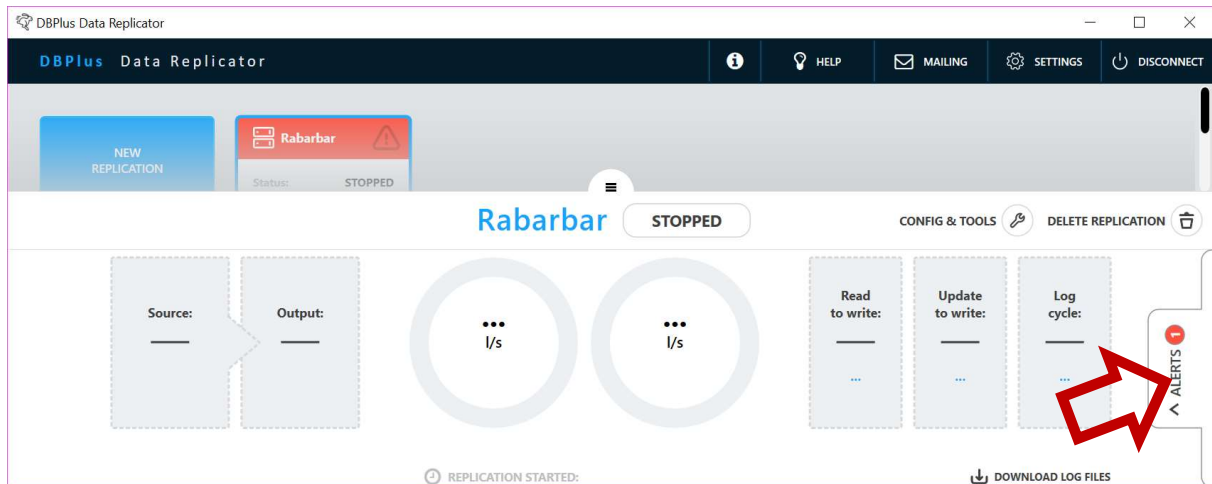 DBPlus Data Replicator
DBPlus Data Replicator
HELP
MAILING
SETTINGS
DISCONNECT
NEW
REPLICATION
Rabarbar
Status: STOPPED
Rabarbar
STOPPED
CONFIG & TOOLS
DELETE REPLICATION
Source:
Output:
...
l/s
...
l/s
Read
to write:
...
Update
to write:
...
Log
cycle:
...
ALERTS 1
REPLICATION STARTED:
DOWNLOAD LOG FILES